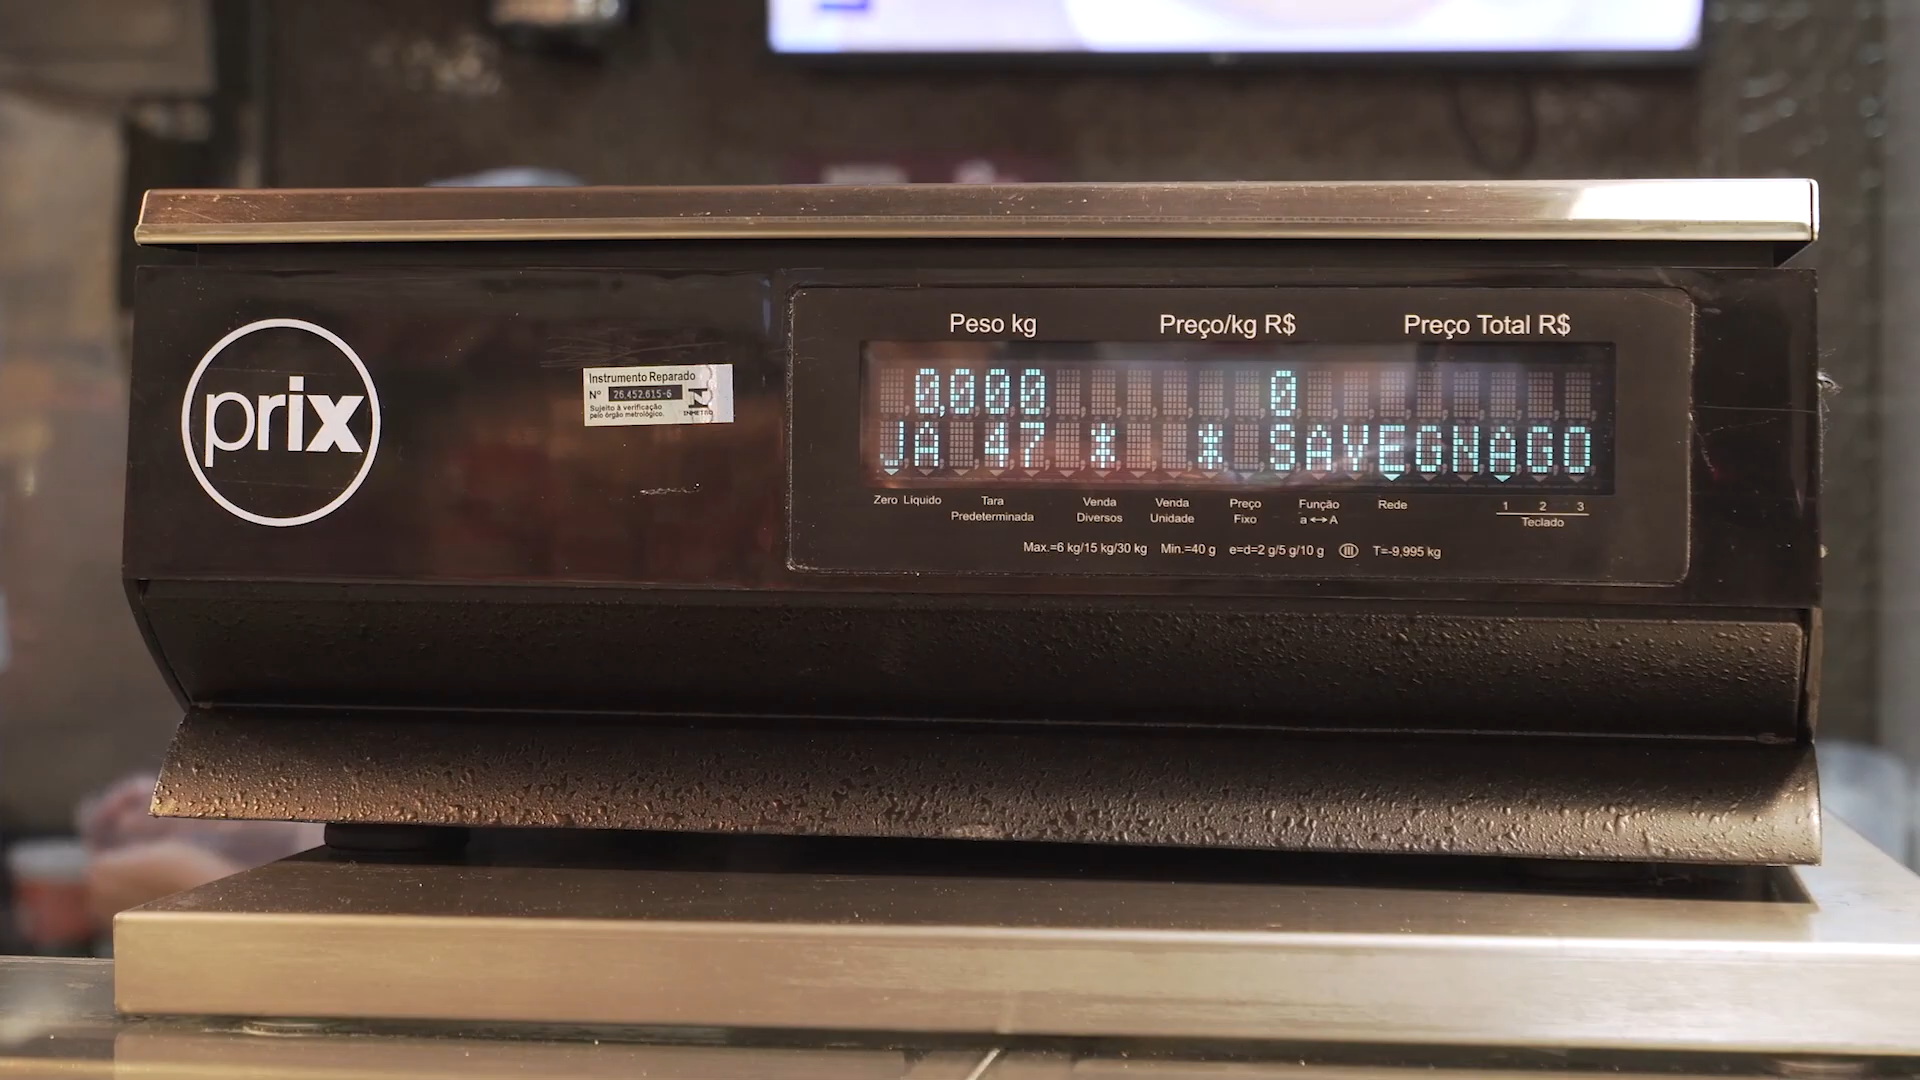 prix
Instrumento Reparado
Nº 26.452.615-6
Sujeito à verificação
pelo órgão metrológico.
INMETRO
Peso kg Preço/kg R$ Preço Total R$
0,000 0
JA 47 * * SAVEGNAGO
Zero Líquido Tara Predeterminada Venda Diversos Venda Unidade Preço Fixo Função a↔A Rede 1 2 3 Teclado
Max.=6 kg/15 kg/30 kg Min.=40 g e=d=2 g/5 g/10 g III T=-9,995 kg